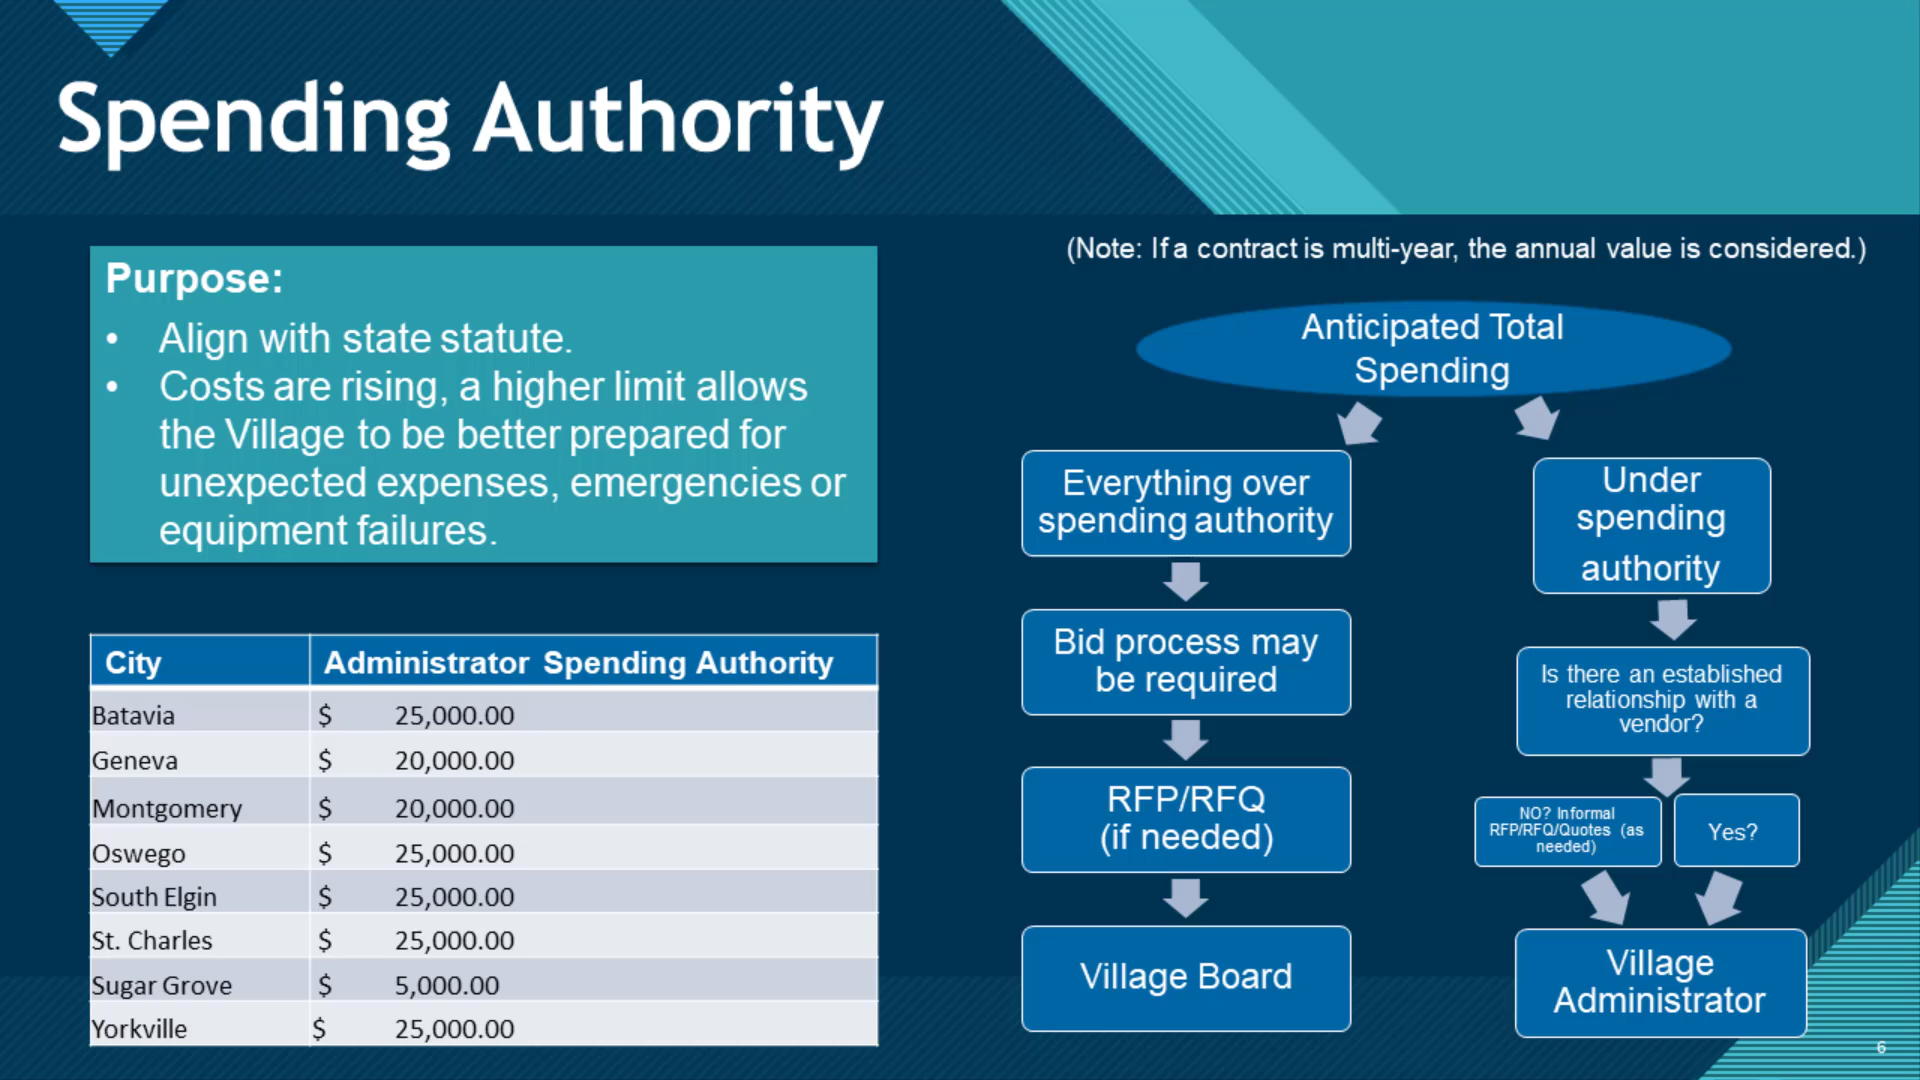 Spending Authority
Purpose:
• Align with state statute.
• Costs are rising, a higher limit allows
the Village to be better prepared for
unexpected expenses, emergencies or
equipment failures.
City Administrator Spending Authority
Batavia $ 25,000.00
Geneva $ 20,000.00
Montgomery $ 20,000.00
Oswego $ 25,000.00
South Elgin $ 25,000.00
St. Charles $ 25,000.00
Sugar Grove $ 5,000.00
Yorkville $ 25,000.00
(Note: If a contract is multi-year, the annual value is considered.)
Anticipated Total
Spending
Everything over
spending authority
Bid process may
be required
RFP/RFQ
(if needed)
Village Board
Under
spending
authority
Is there an established
relationship with a
vendor?
NO? Informal
RFP/RFQ/Quotes (as
needed)
Yes?
Village
Administrator
6